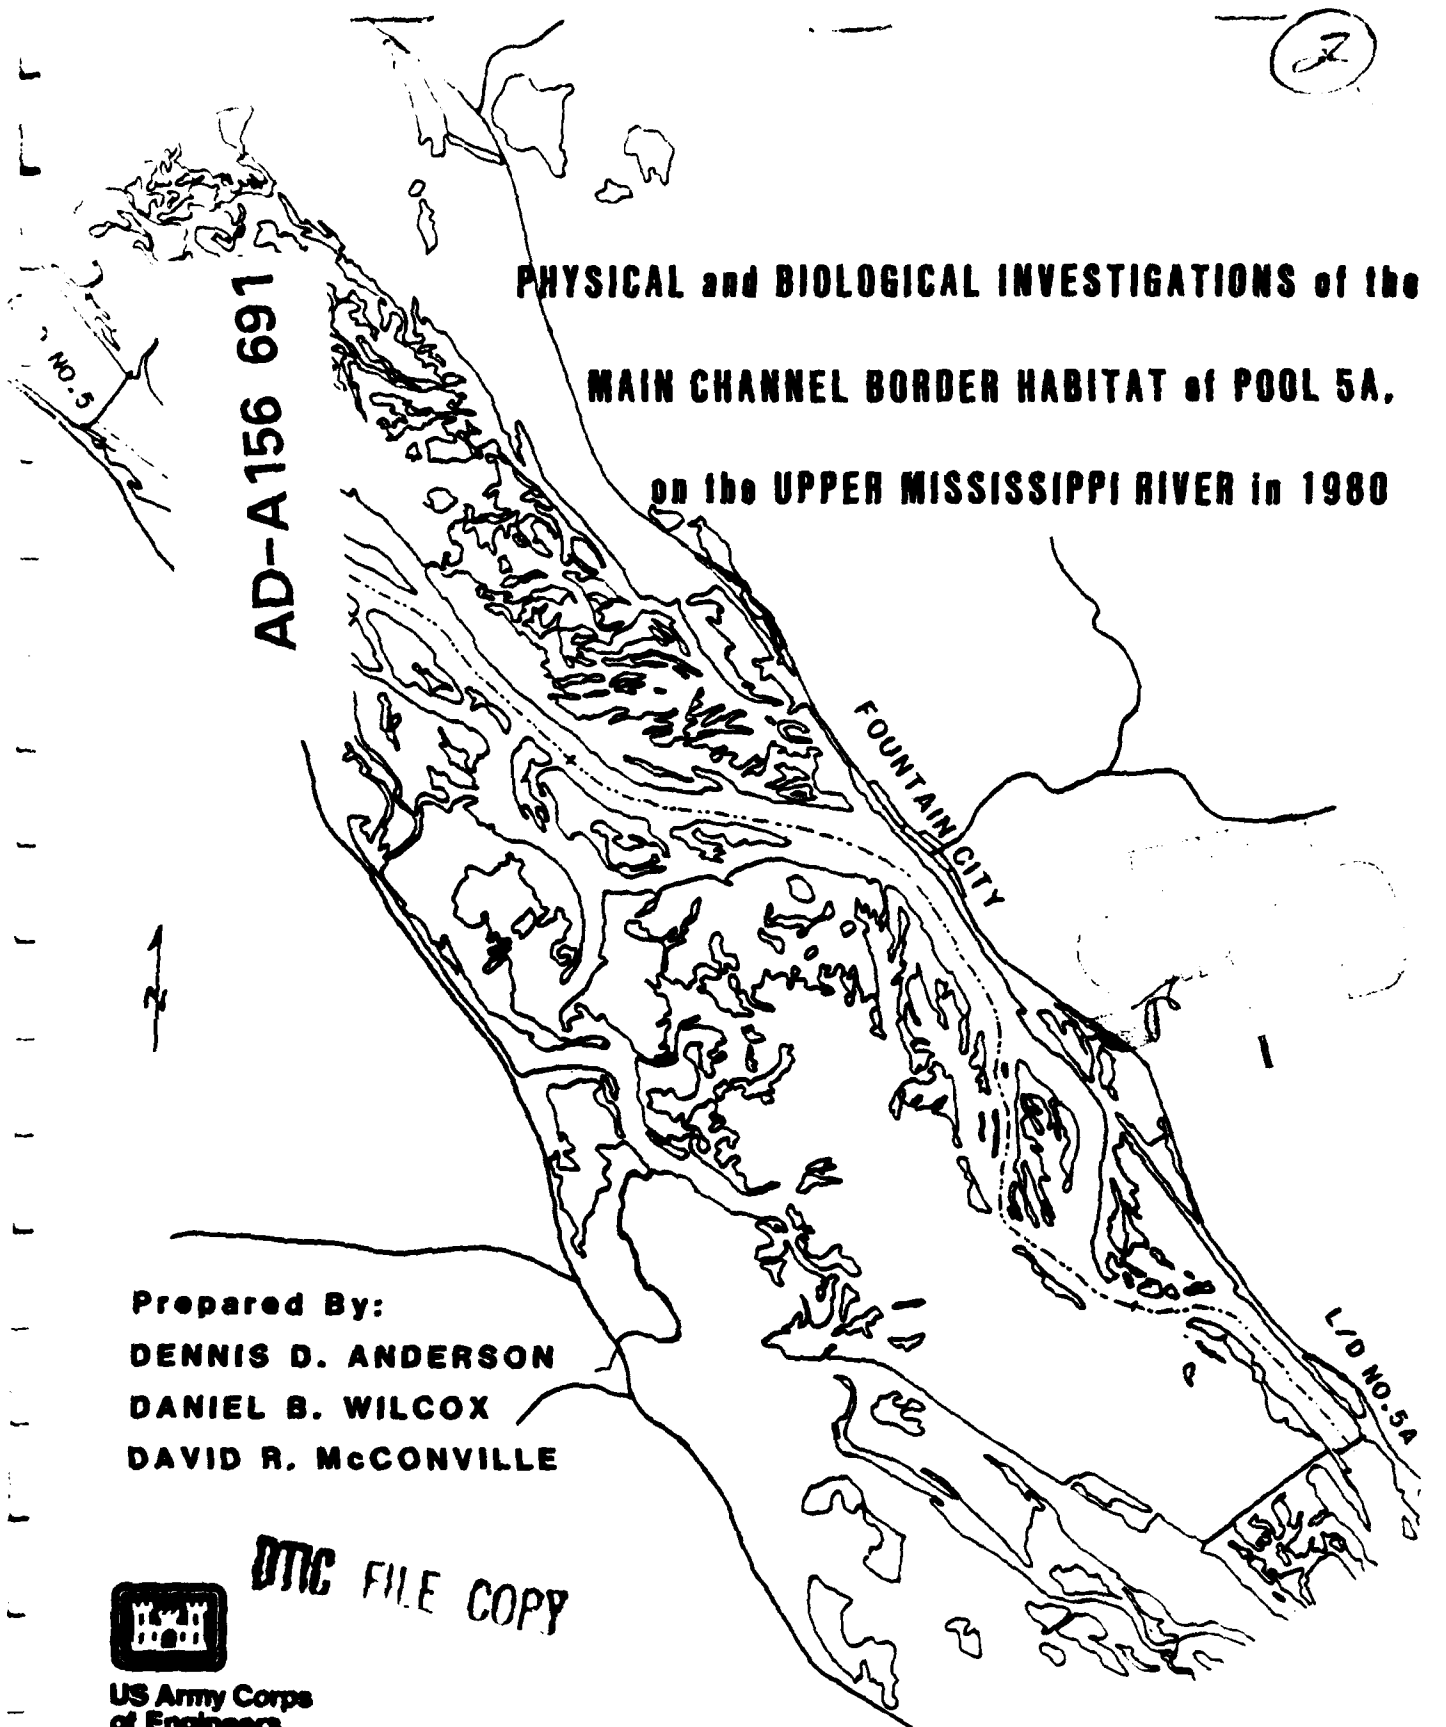 2
PHYSICAL and BIOLOGICAL INVESTIGATIONS of the
MAIN CHANNEL BORDER HABITAT of POOL 5A,
on the UPPER MISSISSIPPI RIVER in 1980
AD-A156 691
NO.5
FOUNTAIN CITY
N
L/D NO.5A
Prepared By:
DENNIS D. ANDERSON
DANIEL B. WILCOX
DAVID R. McCONVILLE
DTIC FILE COPY
US Army Corps
of Engineers